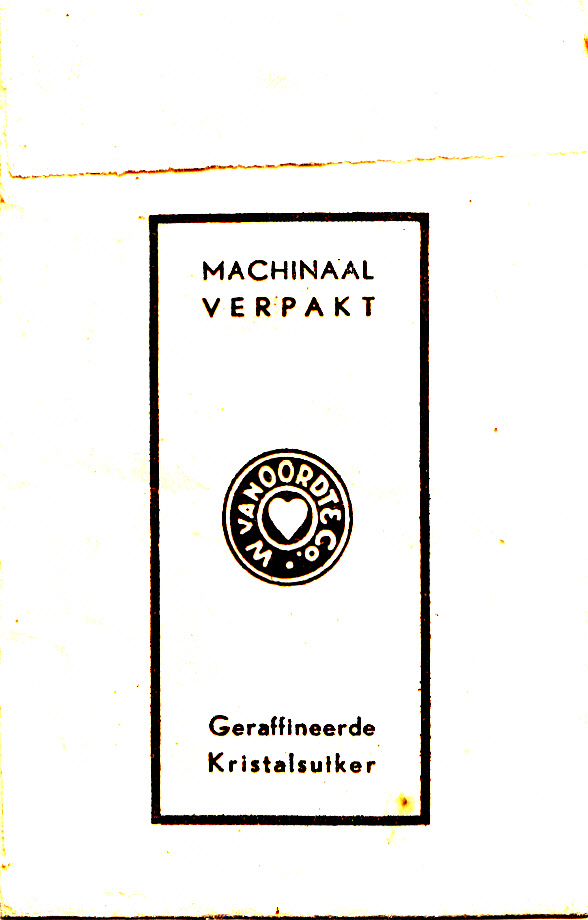 MACHINAAL
VERPAKT
W. VAN OORDT & Co.
Geraffineerde
Kristalsuiker